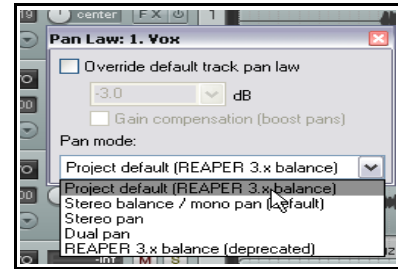 center FX 1
Pan Law: 1. Vox
Override default track pan law
-3.0 dB
Gain compensation (boost pans)
Pan mode:
Project default (REAPER 3.x balance)
Project default (REAPER 3.x balance)
Stereo balance / mono pan (default)
Stereo pan
Dual pan
REAPER 3.x balance (deprecated)
M S